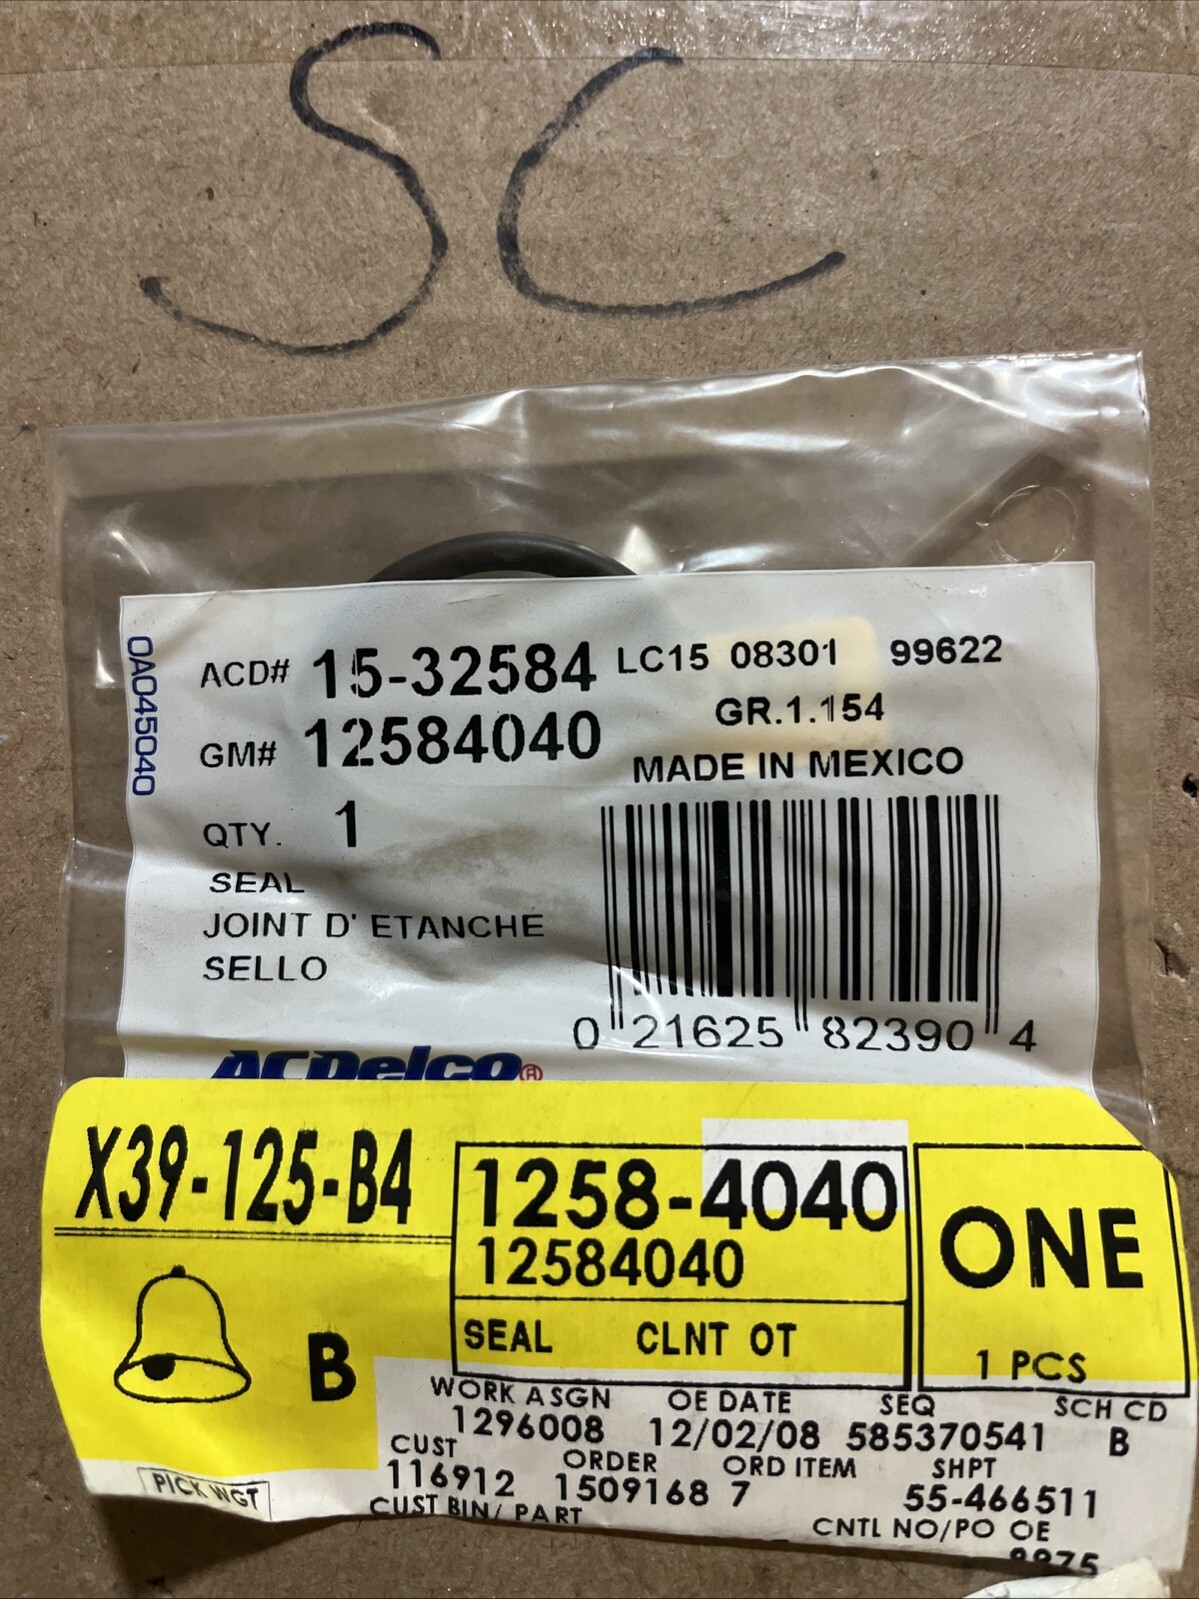 SC
0A045040
ACD# 15-32584 LC15 08301 99622
GR.1.154
GM# 12584040
MADE IN MEXICO
QTY. 1
SEAL
JOINT D' ETANCHE
SELLO
0 21625 82390 4
ACDelco®
X39-125-B4
1258-4040
12584040
ONE
SEAL CLNT OT
1 PCS
B
WORK ASGN OE DATE SEQ SCH CD
1296008 12/02/08 585370541 B
CUST ORDER ORD ITEM SHPT
116912 1509168 7 55-466511
PICK WGT
CUST BIN/ PART CNTL NO/PO OE